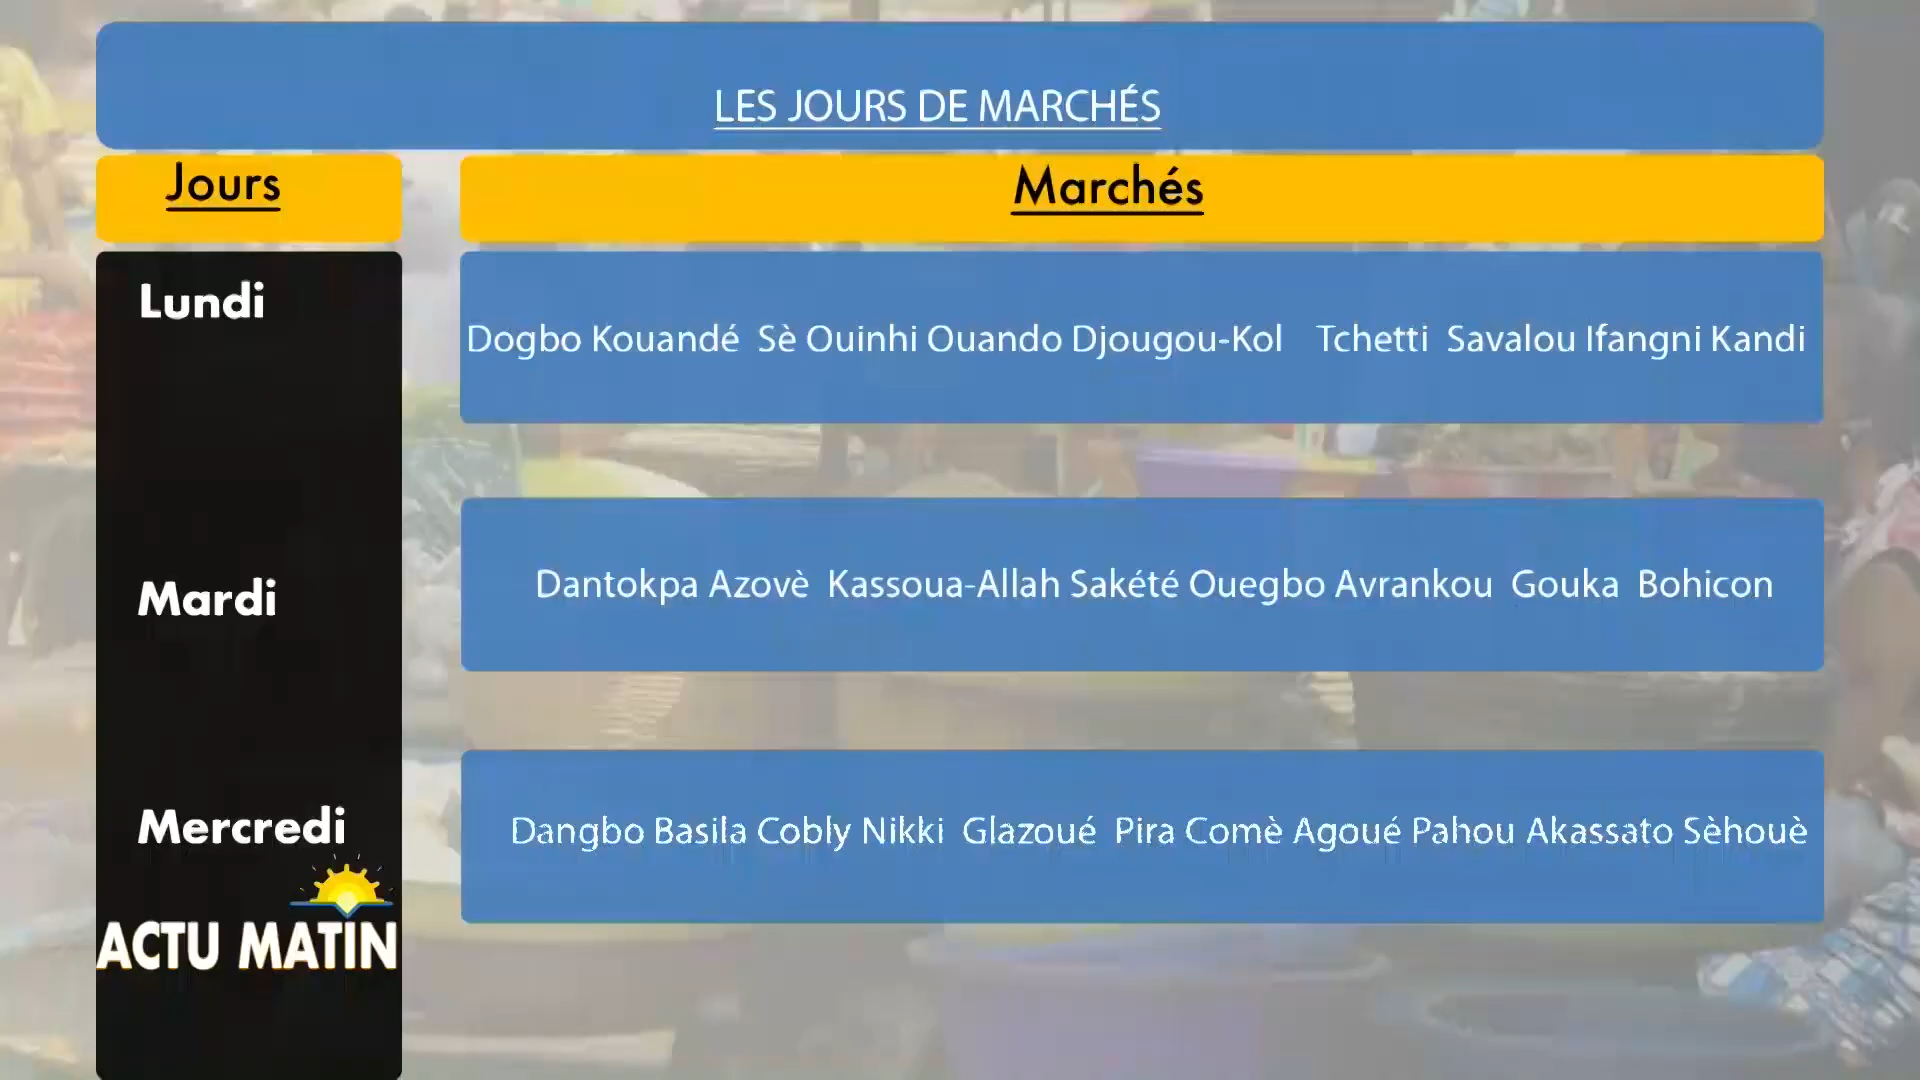 LES JOURS DE MARCHÉS
Jours
Marchés
Lundi
Dogbo Kouandé Sè Ouinhi Ouando Djougou-Kol Tchetti Savalou Ifangni Kandi
Mardi
Dantokpa Azovè Kassoua-Allah Sakété Ouegbo Avrankou Gouka Bohicon
Mercredi
Dangbo Basila Cobly Nikki Glazoué Pira Comè Agoué Pahou Akassato Sèhouè
ACTU MATIN